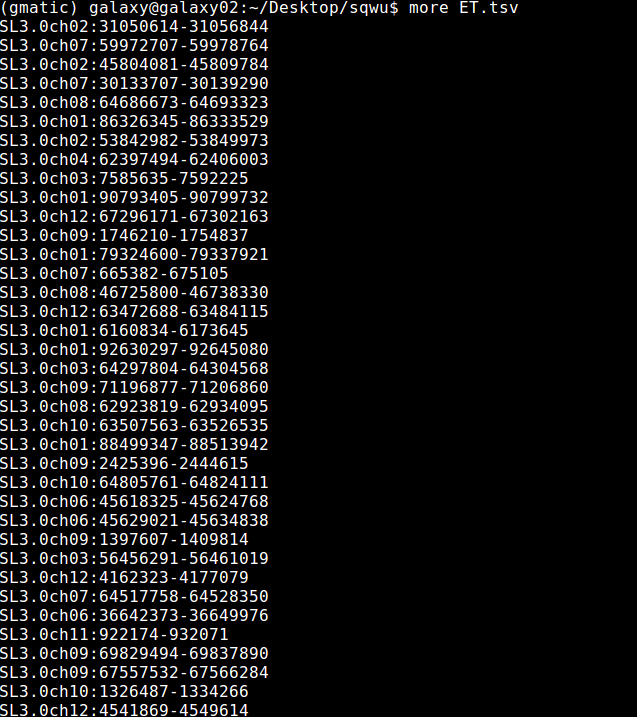 (gmatic) galaxy@galaxy02:~/Desktop/sqwu$ more ET.tsv
SL3.0ch02:31050614-31056844
SL3.0ch07:59972707-59978764
SL3.0ch02:45804081-45809784
SL3.0ch07:30133707-30139290
SL3.0ch08:64686673-64693323
SL3.0ch01:86326345-86333529
SL3.0ch02:53842982-53849973
SL3.0ch04:62397494-62406003
SL3.0ch03:7585635-7592225
SL3.0ch01:90793405-90799732
SL3.0ch12:67296171-67302163
SL3.0ch09:1746210-1754837
SL3.0ch01:79324600-79337921
SL3.0ch07:665382-675105
SL3.0ch08:46725800-46738330
SL3.0ch12:63472688-63484115
SL3.0ch01:6160834-6173645
SL3.0ch01:92630297-92645080
SL3.0ch03:64297804-64304568
SL3.0ch09:71196877-71206860
SL3.0ch08:62923819-62934095
SL3.0ch10:63507563-63526535
SL3.0ch01:88499347-88513942
SL3.0ch09:2425396-2444615
SL3.0ch10:64805761-64824111
SL3.0ch06:45618325-45624768
SL3.0ch06:45629021-45634838
SL3.0ch09:1397607-1409814
SL3.0ch03:56456291-56461019
SL3.0ch12:4162323-4177079
SL3.0ch07:64517758-64528350
SL3.0ch06:36642373-36649976
SL3.0ch11:922174-932071
SL3.0ch09:69829494-69837890
SL3.0ch09:67557532-67566284
SL3.0ch10:1326487-1334266
SL3.0ch12:4541869-4549614